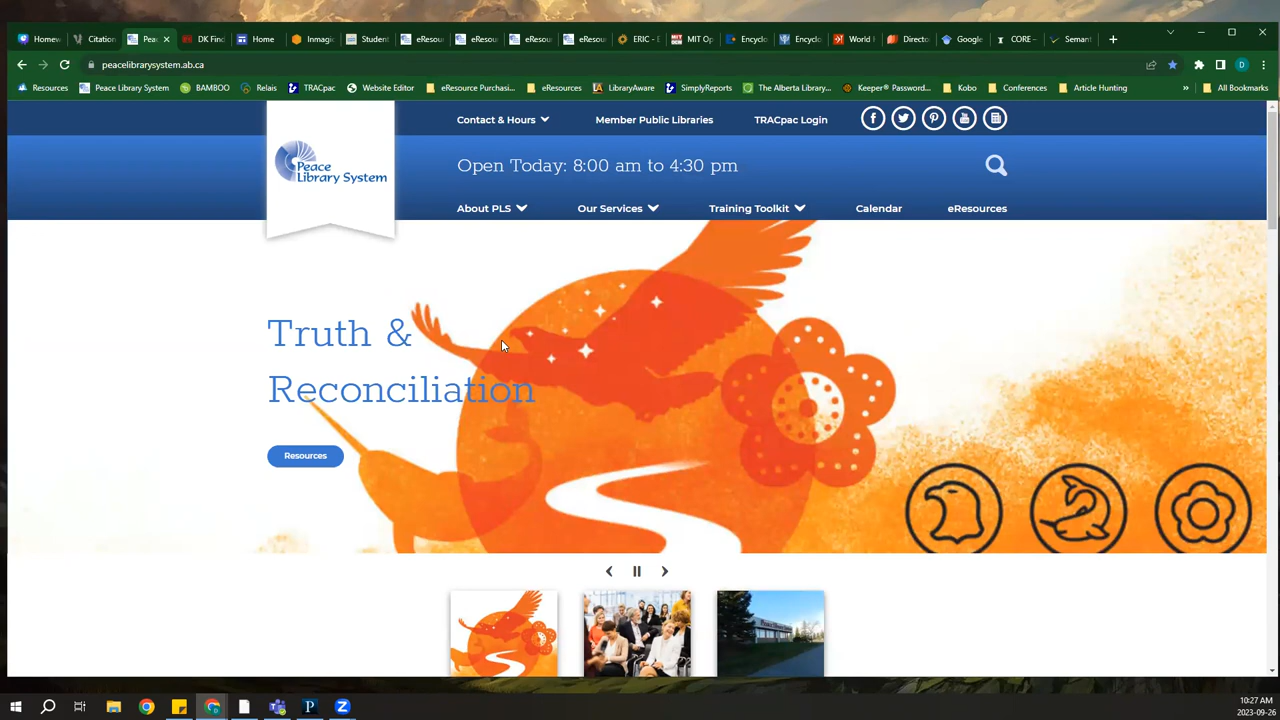 Homew
Citation
Peac
DK Find
Home
Inmagic
Student
eResou
eResou
eResou
eResou
ERIC - E
MIT Op
Encyclo
Encyclo
World
Directo
Google
CORE –
Semant
peacelibrarysystem.ab.ca
D
Resources
Peace Library System
BAMBOO
Relais
TRACpac
Website Editor
eResource Purchasi...
eResources
LibraryAware
SimplyReports
The Alberta Library...
Keeper® Password...
Kobo
Conferences
Article Hunting
»
All Bookmarks
Contact & Hours
Member Public Libraries
TRACpac Login
Peace
Library System
Open Today: 8:00 am to 4:30 pm
About PLS
Our Services
Training Toolkit
Calendar
eResources
Truth &
Reconciliation
Resources
10:27 AM
2023-09-26